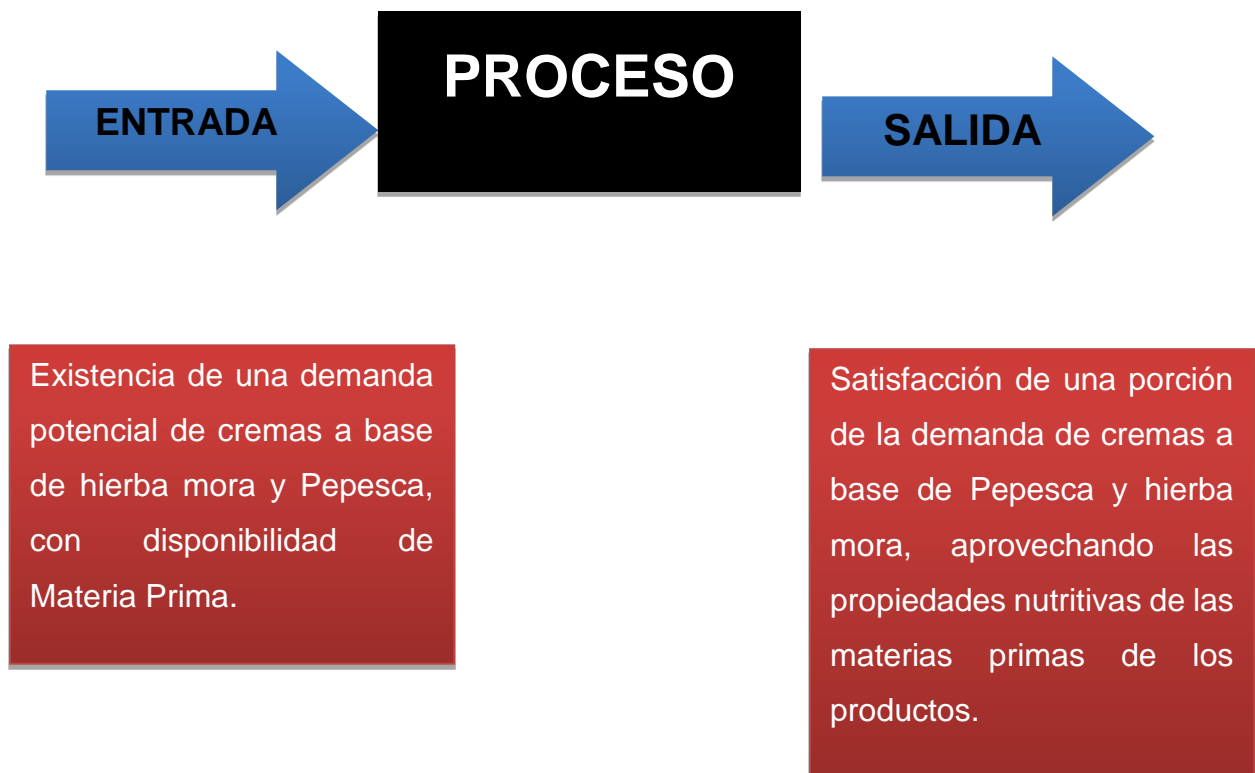 PROCESO
ENTRADA
SALIDA
Existencia de una demanda
potencial de cremas a base
de hierba mora y Pepesca,
con disponibilidad de
Materia Prima.
Satisfacción de una porción
de la demanda de cremas a
base de Pepesca y hierba
mora, aprovechando las
propiedades nutritivas de las
materias primas de los
productos.